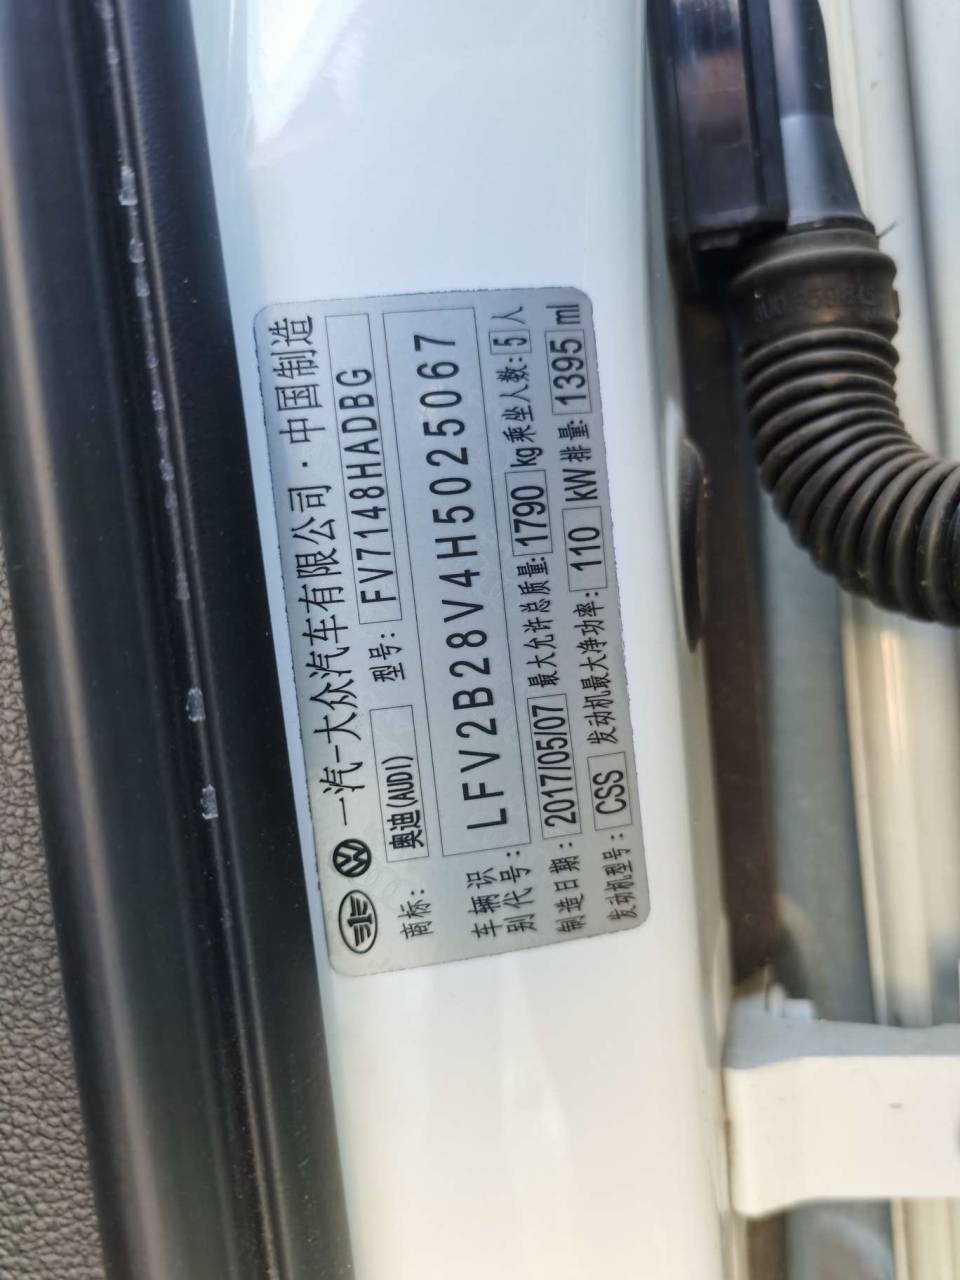 一汽-大众汽车有限公司·中国制造
商标: 奥迪(AUDI) 型号: FV7148HADBG
车辆识别代号: LFV2B28V4H5025067
制造日期: 2017/05/07 最大允许总质量: 1790 kg 乘坐人数: 5 人
发动机型号: CSS 发动机最大净功率: 110 kW 排量: 1395 ml